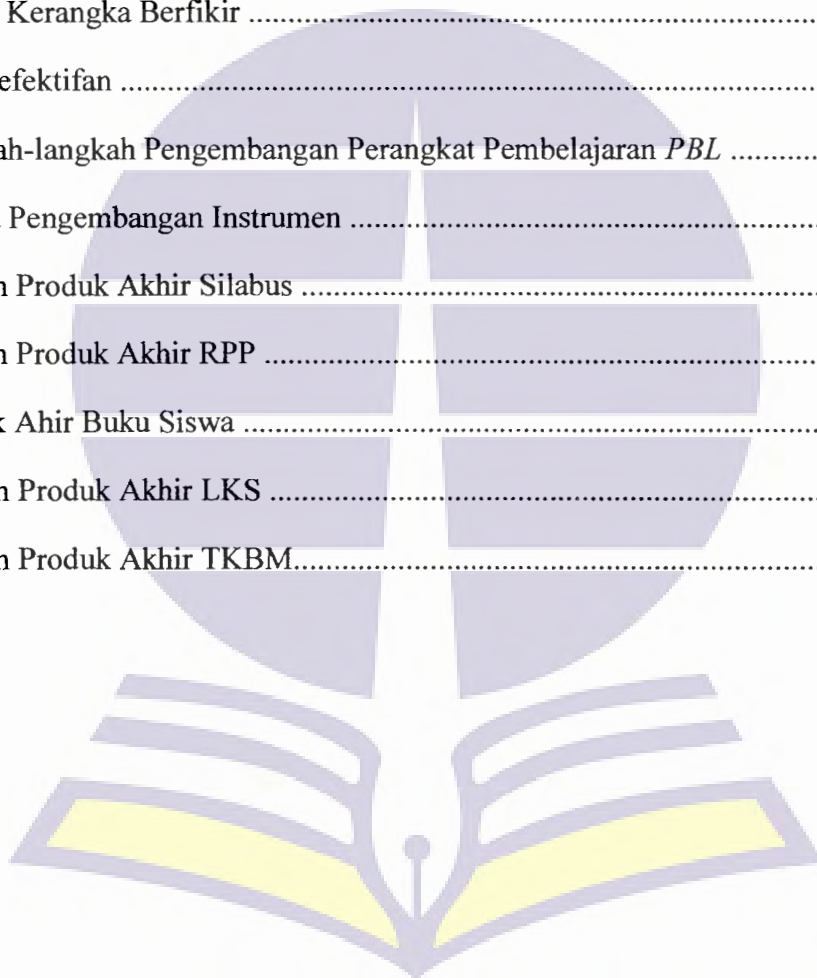 Kerangka Berfikir ........................................................................
efektifan ........................................................................................
ah-langkah Pengembangan Perangkat Pembelajaran PBL ...........
Pengembangan Instrumen ............................................................
n Produk Akhir Silabus ..................................................................
n Produk Akhir RPP ......................................................................
k Ahir Buku Siswa .........................................................................
n Produk Akhir LKS ......................................................................
n Produk Akhir TKBM..................................................................